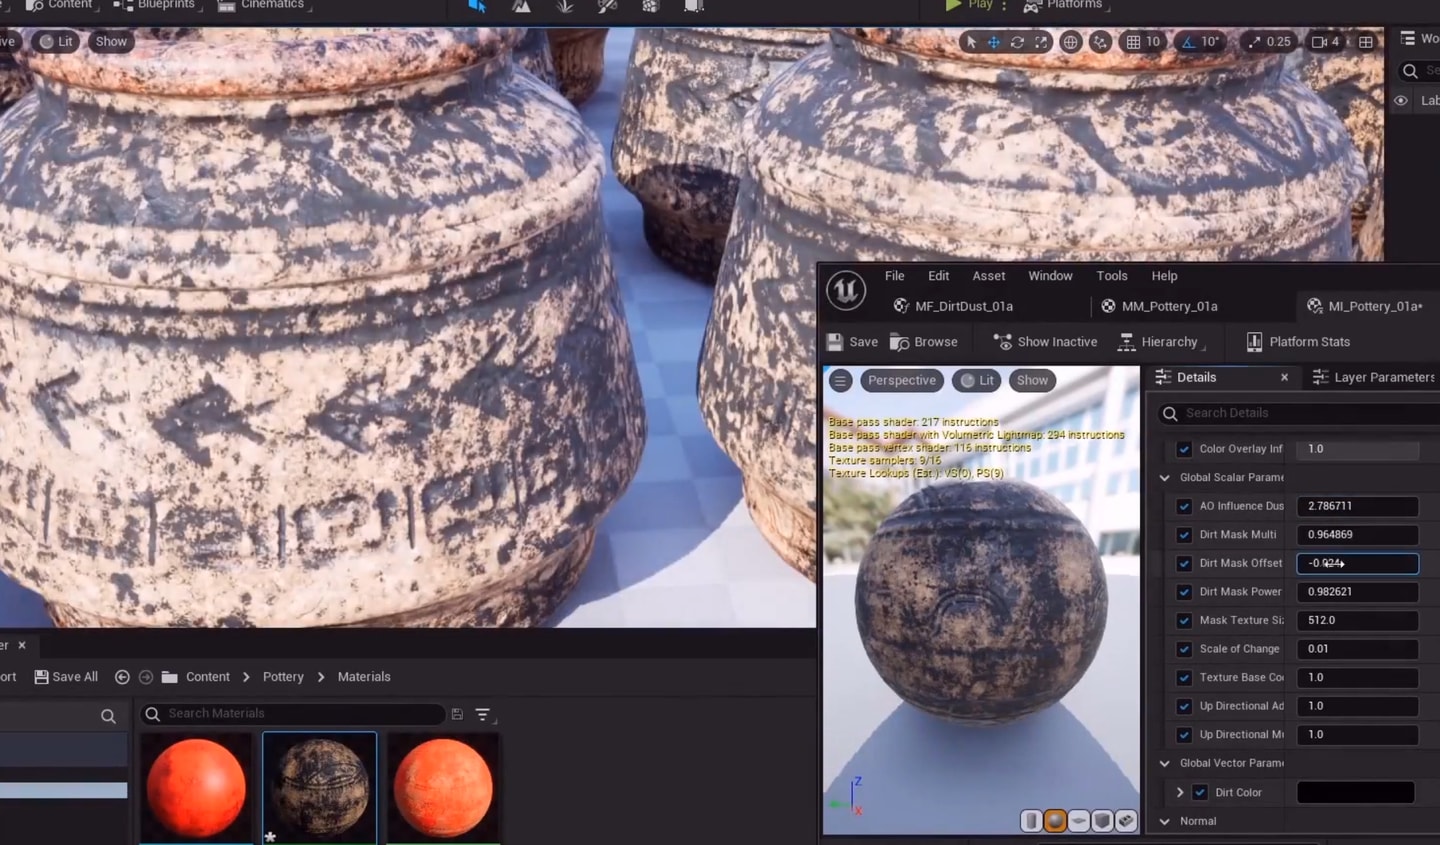 Content
Blueprints
Cinematics
Play
Platforms
Lit
Show
10
10°
0.25
4
Wo
Se
Lab
File Edit Asset Window Tools Help
MF_DirtDust_01a
MM_Pottery_01a
MI_Pottery_01a*
Save
Browse
Show Inactive
Hierarchy
Platform Stats
Perspective
Lit
Show
Base pass shader: 217 instructions
Base pass shader with Volumetric Lightmap: 294 instructions
Base pass vertex shader: 116 instructions
Texture samplers: 9/16
Texture Lookups (Est.): VS(0), PS(9)
Z
X
Details
Layer Parameters
Search Details
Color Overlay Inf 1.0
Global Scalar Parame
AO Influence Dus 2.786711
Dirt Mask Multi 0.964869
Dirt Mask Offset
Dirt Mask Power 0.982621
Mask Texture Siz 512.0
Scale of Change 0.01
Texture Base Co 1.0
Up Directional Ad 1.0
Up Directional Mu 1.0
Global Vector Parame
Dirt Color
Normal
er
ort
Save All
Content
Pottery
Materials
Search Materials